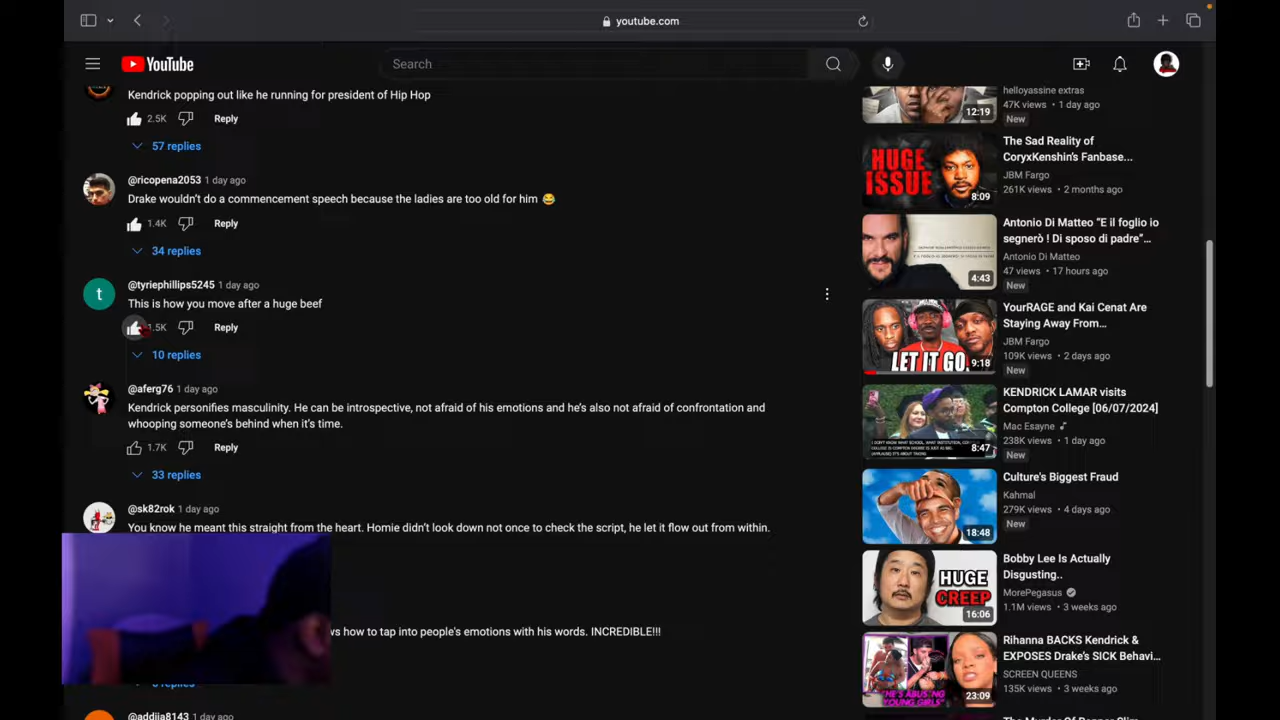 youtube.com
YouTube
Search
Kendrick popping out like he running for president of Hip Hop
2.5K Reply
57 replies
@ricopena2053 1 day ago
Drake wouldn't do a commencement speech because the ladies are too old for him 😂
1.4K Reply
34 replies
t
@tyriephillips5245 1 day ago
This is how you move after a huge beef
1.5K Reply
10 replies
@aferg76 1 day ago
Kendrick personifies masculinity. He can be introspective, not afraid of his emotions and he's also not afraid of confrontation and
whooping someone's behind when it's time.
1.7K Reply
33 replies
@sk82rok 1 day ago
You know he meant this straight from the heart. Homie didn't look down not once to check the script, he let it flow out from within.
how to tap into people's emotions with his words. INCREDIBLE!!!
replies
@addija8143 1 day ago
helloyassine extras
47K views • 1 day ago
New
12:19
HUGE
ISSUE
8:09
The Sad Reality of
CoryxKenshin's Fanbase...
JBM Fargo
261K views • 2 months ago
4:43
Antonio Di Matteo "E il foglio io
segnerò ! Di sposo di padre"...
Antonio Di Matteo
47 views • 17 hours ago
New
LET IT GO.
9:18
YourRAGE and Kai Cenat Are
Staying Away From...
JBM Fargo
109K views • 2 days ago
New
8:47
KENDRICK LAMAR visits
Compton College [06/07/2024]
Mac Esayne
238K views • 1 day ago
New
18:48
Culture's Biggest Fraud
Kahmal
279K views • 4 days ago
New
HUGE
CREEP
16:06
Bobby Lee Is Actually
Disgusting..
MorePegasus
1.1M views • 3 weeks ago
"HE'S ABUSING
YOUNG GIRLS"
23:09
Rihanna BACKS Kendrick &
EXPOSES Drake's SICK Behavi...
SCREEN QUEENS
135K views • 3 weeks ago